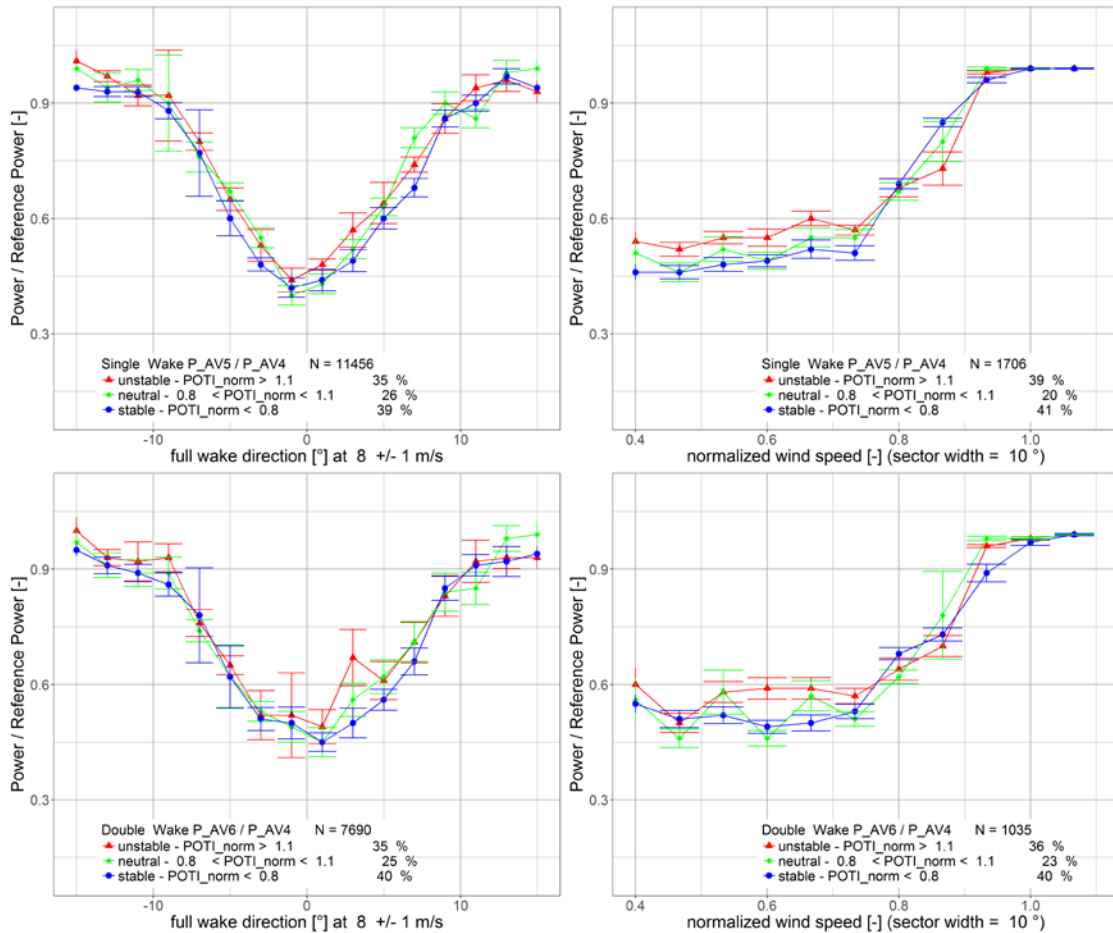 Power / Reference Power [-]
0.9
0.6
0.3
Single Wake P_AV5 / P_AV4 N = 11456
unstable - POTI_norm > 1.1 35 %
neutral - 0.8 < POTI_norm < 1.1 26 %
stable - POTI_norm < 0.8 39 %
-10 0 10
full wake direction [°] at 8 +/- 1 m/s
Power / Reference Power [-]
0.9
0.6
0.3
Single Wake P_AV5 / P_AV4 N = 1706
unstable - POTI_norm > 1.1 39 %
neutral - 0.8 < POTI_norm < 1.1 20 %
stable - POTI_norm < 0.8 41 %
0.4 0.6 0.8 1.0
normalized wind speed [-] (sector width = 10 °)
Power / Reference Power [-]
0.9
0.6
0.3
Double Wake P_AV6 / P_AV4 N = 7690
unstable - POTI_norm > 1.1 35 %
neutral - 0.8 < POTI_norm < 1.1 25 %
stable - POTI_norm < 0.8 40 %
-10 0 10
full wake direction [°] at 8 +/- 1 m/s
Power / Reference Power [-]
0.9
0.6
0.3
Double Wake P_AV6 / P_AV4 N = 1035
unstable - POTI_norm > 1.1 36 %
neutral - 0.8 < POTI_norm < 1.1 23 %
stable - POTI_norm < 0.8 40 %
0.4 0.6 0.8 1.0
normalized wind speed [-] (sector width = 10 °)